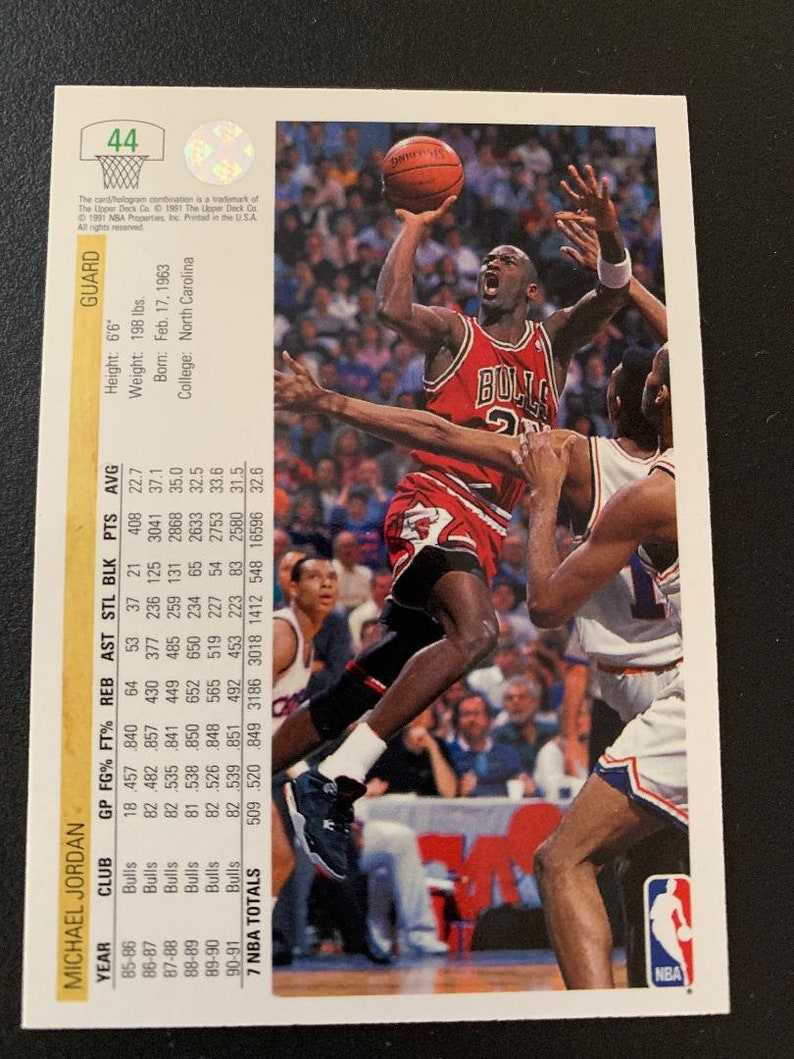 44
The card/hologram combination is a trademark of
The Upper Deck Co. © 1991 The Upper Deck Co.
© 1991 NBA Properties, Inc. Printed in the U.S.A.
All rights reserved.
MICHAEL JORDAN GUARD
Height: 6'6"
Weight: 198 lbs.
Born: Feb. 17, 1963
College: North Carolina
YEAR CLUB GP FG% FT% REB AST STL BLK PTS AVG
85-86 Bulls 18 .457 .840 64 53 37 21 408 22.7
86-87 Bulls 82 .482 .857 430 377 236 125 3041 37.1
87-88 Bulls 82 .535 .841 449 485 259 131 2868 35.0
88-89 Bulls 81 .538 .850 652 650 234 65 2633 32.5
89-90 Bulls 82 .526 .848 565 519 227 54 2753 33.6
90-91 Bulls 82 .539 .851 492 453 223 83 2580 31.5
7 NBA TOTALS 509 .520 .849 3186 3018 1412 548 16596 32.6
SPALDING
BULLS
NBA